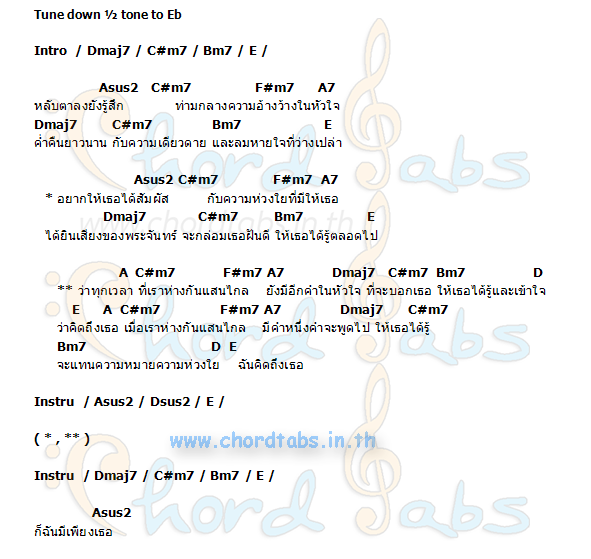 Tune down ½ tone to Eb
Intro / Dmaj7 / C#m7 / Bm7 / E /
Asus2 C#m7 F#m7 A7
หลับตาลงยังรู้สึก ท่ามกลางความอ้างว้างในหัวใจ
Dmaj7 C#m7 Bm7 E
ค่ำคืนยาวนาน กับความเดียวดาย และลมหายใจที่ว่างเปล่า
Asus2 C#m7 F#m7 A7
* อยากให้เธอได้สัมผัส กับความห่วงใยที่มีให้เธอ
Dmaj7 C#m7 Bm7 E
ได้ยินเสียงของพระจันทร์ จะกล่อมเธอฝันดี ให้เธอได้รู้ตลอดไป
A C#m7 F#m7 A7 Dmaj7 C#m7 Bm7 D
** ว่าทุกเวลา ที่เราห่างกันแสนไกล ยังมีอีกคำในหัวใจ ที่จะบอกเธอ ให้เธอได้รู้และเข้าใจ
E A C#m7 F#m7 A7 Dmaj7 C#m7
ว่าคิดถึงเธอ เมื่อเราห่างกันแสนไกล มีคำหนึ่งคำจะพูดไป ให้เธอได้รู้
Bm7 D E
จะแทนความหมายความห่วงใย ฉันคิดถึงเธอ
Instru / Asus2 / Dsus2 / E /
( * , ** )
www.chordtabs.in.th
Instru / Dmaj7 / C#m7 / Bm7 / E /
Asus2
ก็ฉันมีเพียงเธอ